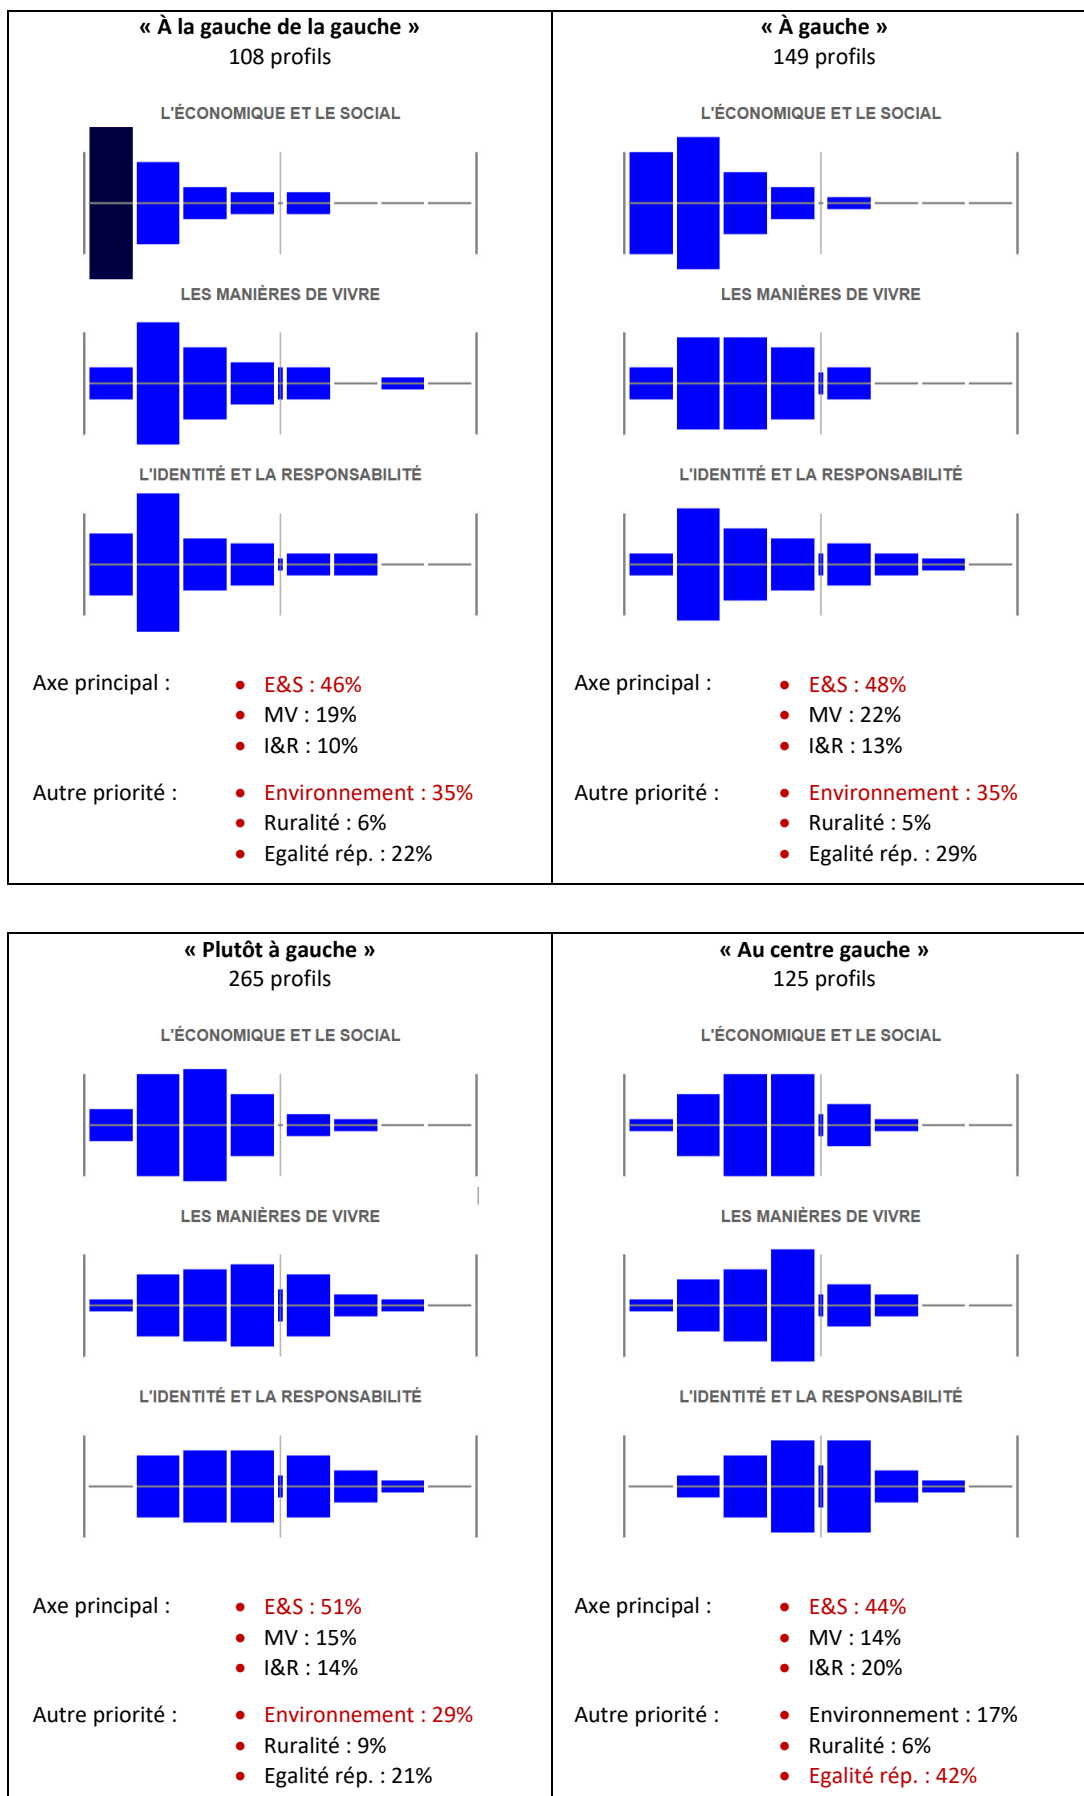 « À la gauche de la gauche »
108 profils
L'ÉCONOMIQUE ET LE SOCIAL
LES MANIÈRES DE VIVRE
L'IDENTITÉ ET LA RESPONSABILITÉ
Axe principal :
• E&S : 46%
• MV : 19%
• I&R : 10%
Autre priorité :
• Environnement : 35%
• Ruralité : 6%
• Egalité rép. : 22%
« À gauche »
149 profils
L'ÉCONOMIQUE ET LE SOCIAL
LES MANIÈRES DE VIVRE
L'IDENTITÉ ET LA RESPONSABILITÉ
Axe principal :
• E&S : 48%
• MV : 22%
• I&R : 13%
Autre priorité :
• Environnement : 35%
• Ruralité : 5%
• Egalité rép. : 29%
« Plutôt à gauche »
265 profils
L'ÉCONOMIQUE ET LE SOCIAL
LES MANIÈRES DE VIVRE
L'IDENTITÉ ET LA RESPONSABILITÉ
Axe principal :
• E&S : 51%
• MV : 15%
• I&R : 14%
Autre priorité :
• Environnement : 29%
• Ruralité : 9%
• Egalité rép. : 21%
« Au centre gauche »
125 profils
L'ÉCONOMIQUE ET LE SOCIAL
LES MANIÈRES DE VIVRE
L'IDENTITÉ ET LA RESPONSABILITÉ
Axe principal :
• E&S : 44%
• MV : 14%
• I&R : 20%
Autre priorité :
• Environnement : 17%
• Ruralité : 6%
• Egalité rép. : 42%